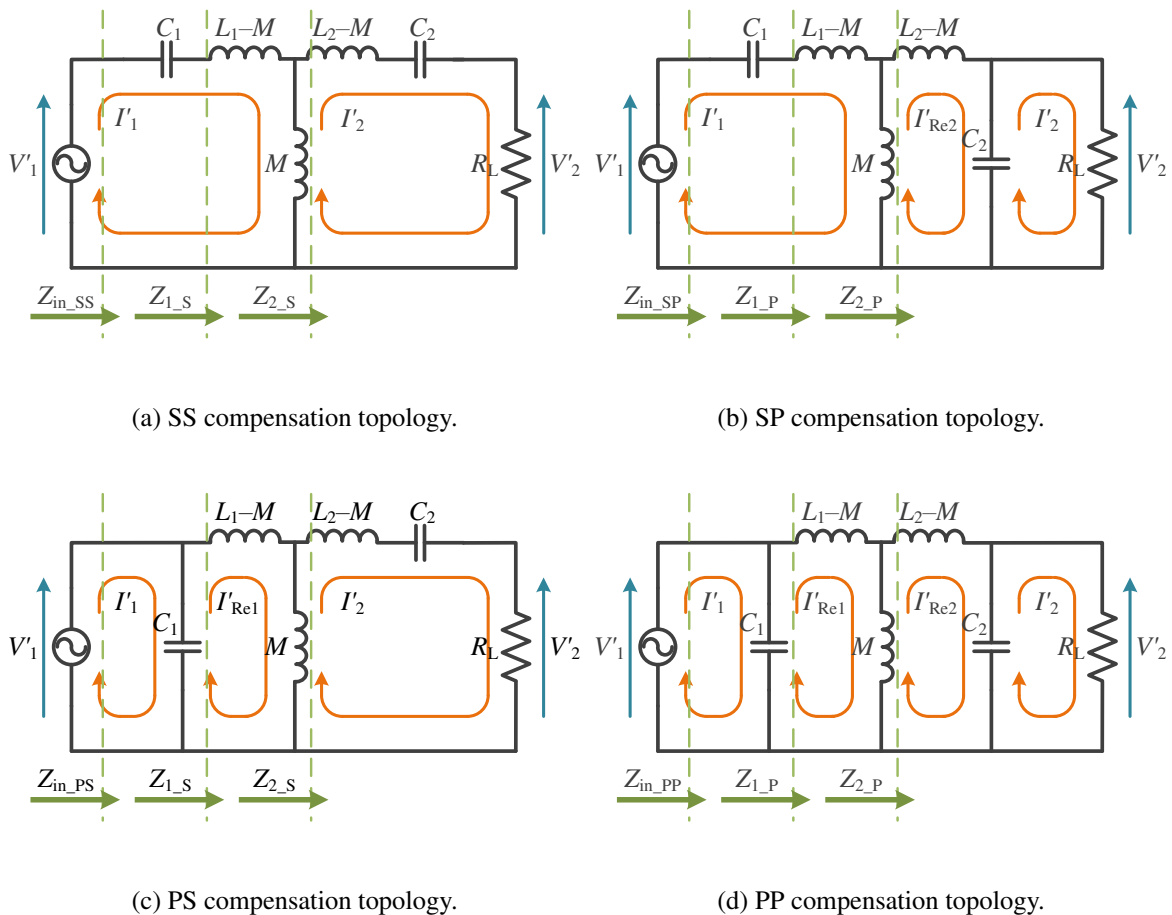 C1 L1–M L2–M C2
I'1 I'2
V'1 M RL V'2
Zin_SS Z1_S Z2_S
(a) SS compensation topology.
C1 L1–M L2–M
I'1 I'Re2 I'2
V'1 M C2 RL V'2
Zin_SP Z1_P Z2_P
(b) SP compensation topology.
L1–M L2–M C2
I'1 I'Re1 I'2
V'1 C1 M RL V'2
Zin_PS Z1_S Z2_S
(c) PS compensation topology.
L1–M L2–M
I'1 I'Re1 I'Re2 I'2
V'1 C1 M C2 RL V'2
Zin_PP Z1_P Z2_P
(d) PP compensation topology.